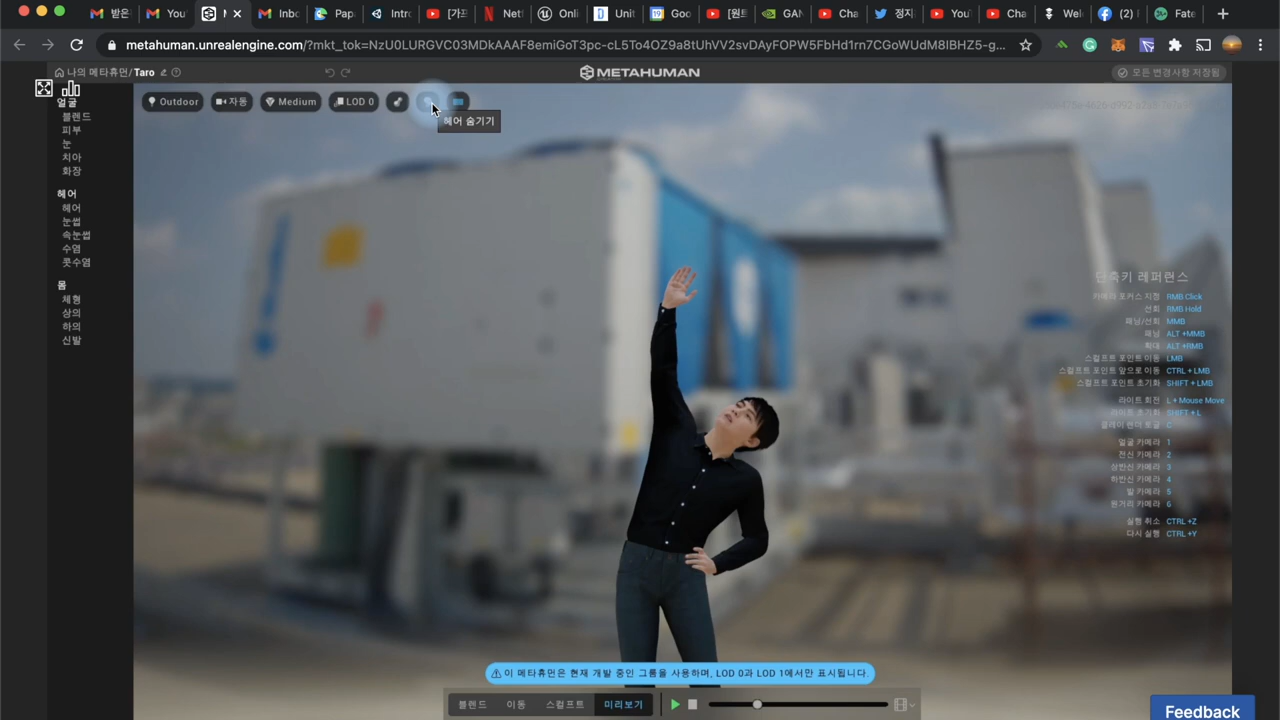 받은
You
Inbo
Pap
Intro
[가프
Netf
Onli
Unit
Goo
[원트
GAN
Cha
정지
You
Cha
Wel
(2)
Fate
metahuman.unrealengine.com/?mkt_tok=NzU0LURGVC03MDkAAAF8emiGoT3pc-cL5To4OZ9a8tUhVV2svDAyFOPW5FbHd1rn7CGoWUdM8IBHZ5-g...
나의 메타휴먼/Taro
METAHUMAN
모든 변경사항 저장됨
Outdoor
자동
Medium
LOD 0
헤어 숨기기
얼굴
블렌드
피부
눈
치아
화장
헤어
헤어
눈썹
속눈썹
수염
콧수염
몸
체형
상의
하의
신발
단축키 레퍼런스
카메라 포커스 지정 RMB Click
선회 RMB Hold
패닝/선회 MMB
패닝 ALT +MMB
확대 ALT +RMB
스컬프트 포인트 이동 LMB
스컬프트 포인트 앞으로 이동 CTRL + LMB
스컬프트 포인트 초기화 SHIFT + LMB
라이트 회전 L + Mouse Move
라이트 초기화 SHIFT + L
클레이 렌더 토글 C
얼굴 카메라 1
전신 카메라 2
상반신 카메라 3
하반신 카메라 4
발 카메라 5
원거리 카메라 6
실행 취소 CTRL +Z
다시 실행 CTRL +Y
이 메타휴먼은 현재 개발 중인 그룸을 사용하며, LOD 0과 LOD 1에서만 표시됩니다.
블렌드
이동
스컬프트
미리보기
Feedback